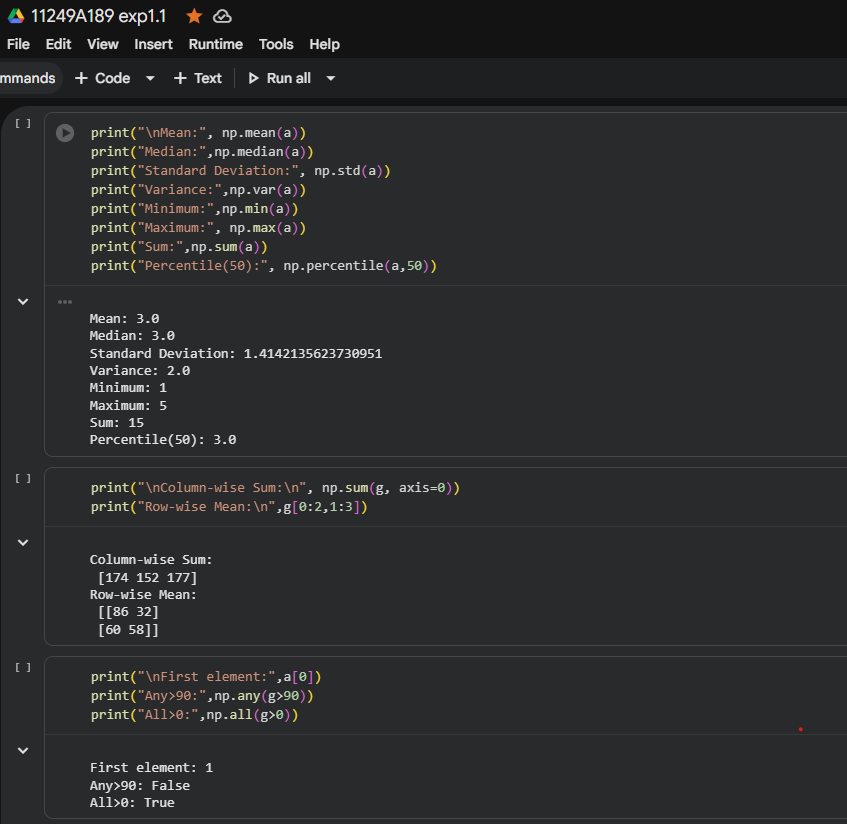 11249A189 exp1.1
File Edit View Insert Runtime Tools Help
mmands + Code + Text Run all
[ ]
print("\nMean:", np.mean(a))
print("Median:",np.median(a))
print("Standard Deviation:", np.std(a))
print("Variance:",np.var(a))
print("Minimum:",np.min(a))
print("Maximum:", np.max(a))
print("Sum:",np.sum(a))
print("Percentile(50):", np.percentile(a,50))
Mean: 3.0
Median: 3.0
Standard Deviation: 1.4142135623730951
Variance: 2.0
Minimum: 1
Maximum: 5
Sum: 15
Percentile(50): 3.0
[ ]
print("\nColumn-wise Sum:\n", np.sum(g, axis=0))
print("Row-wise Mean:\n",g[0:2,1:3])
Column-wise Sum:
[174 152 177]
Row-wise Mean:
[[86 32]
[60 58]]
[ ]
print("\nFirst element:",a[0])
print("Any>90:",np.any(g>90))
print("All>0:",np.all(g>0))
First element: 1
Any>90: False
All>0: True